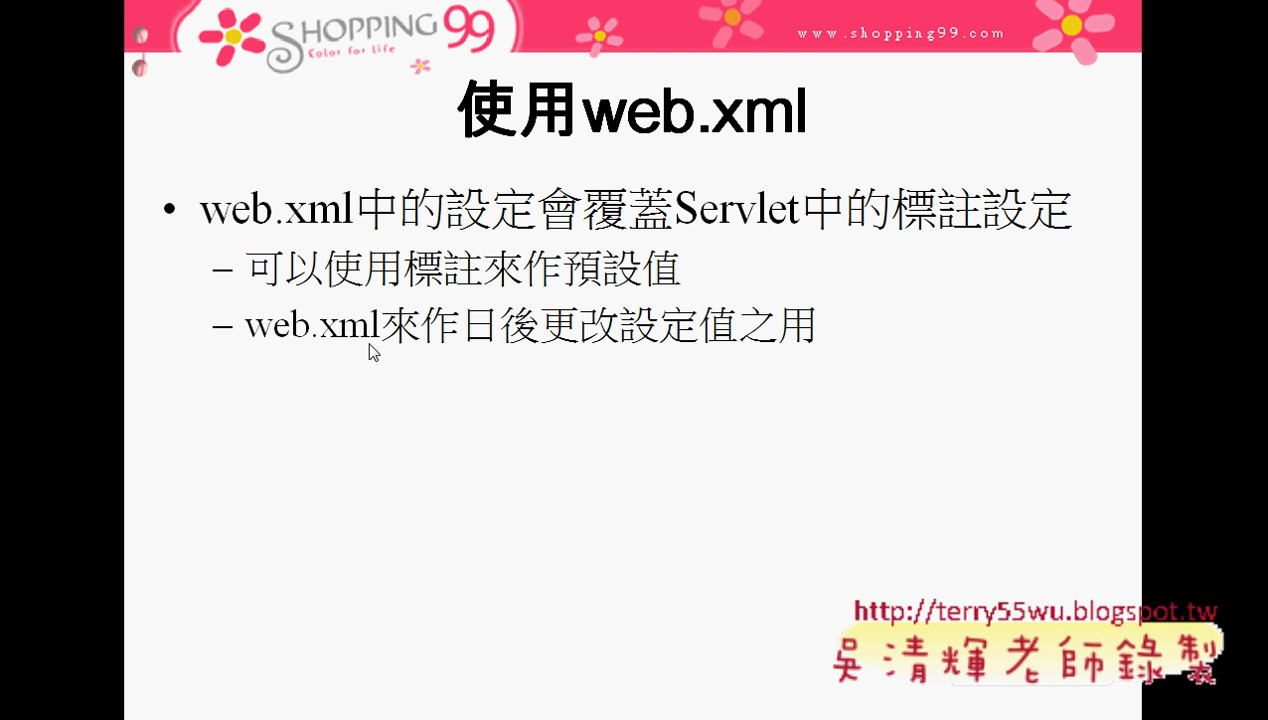 SHOPPING 99
Color for Life
www.shopping99.com
使用web.xml
• web.xml中的設定會覆蓋Servlet中的標註設定
– 可以使用標註來作預設值
– web.xml來作日後更改設定值之用
http://terry55wu.blogspot.tw
吳清輝老師錄製